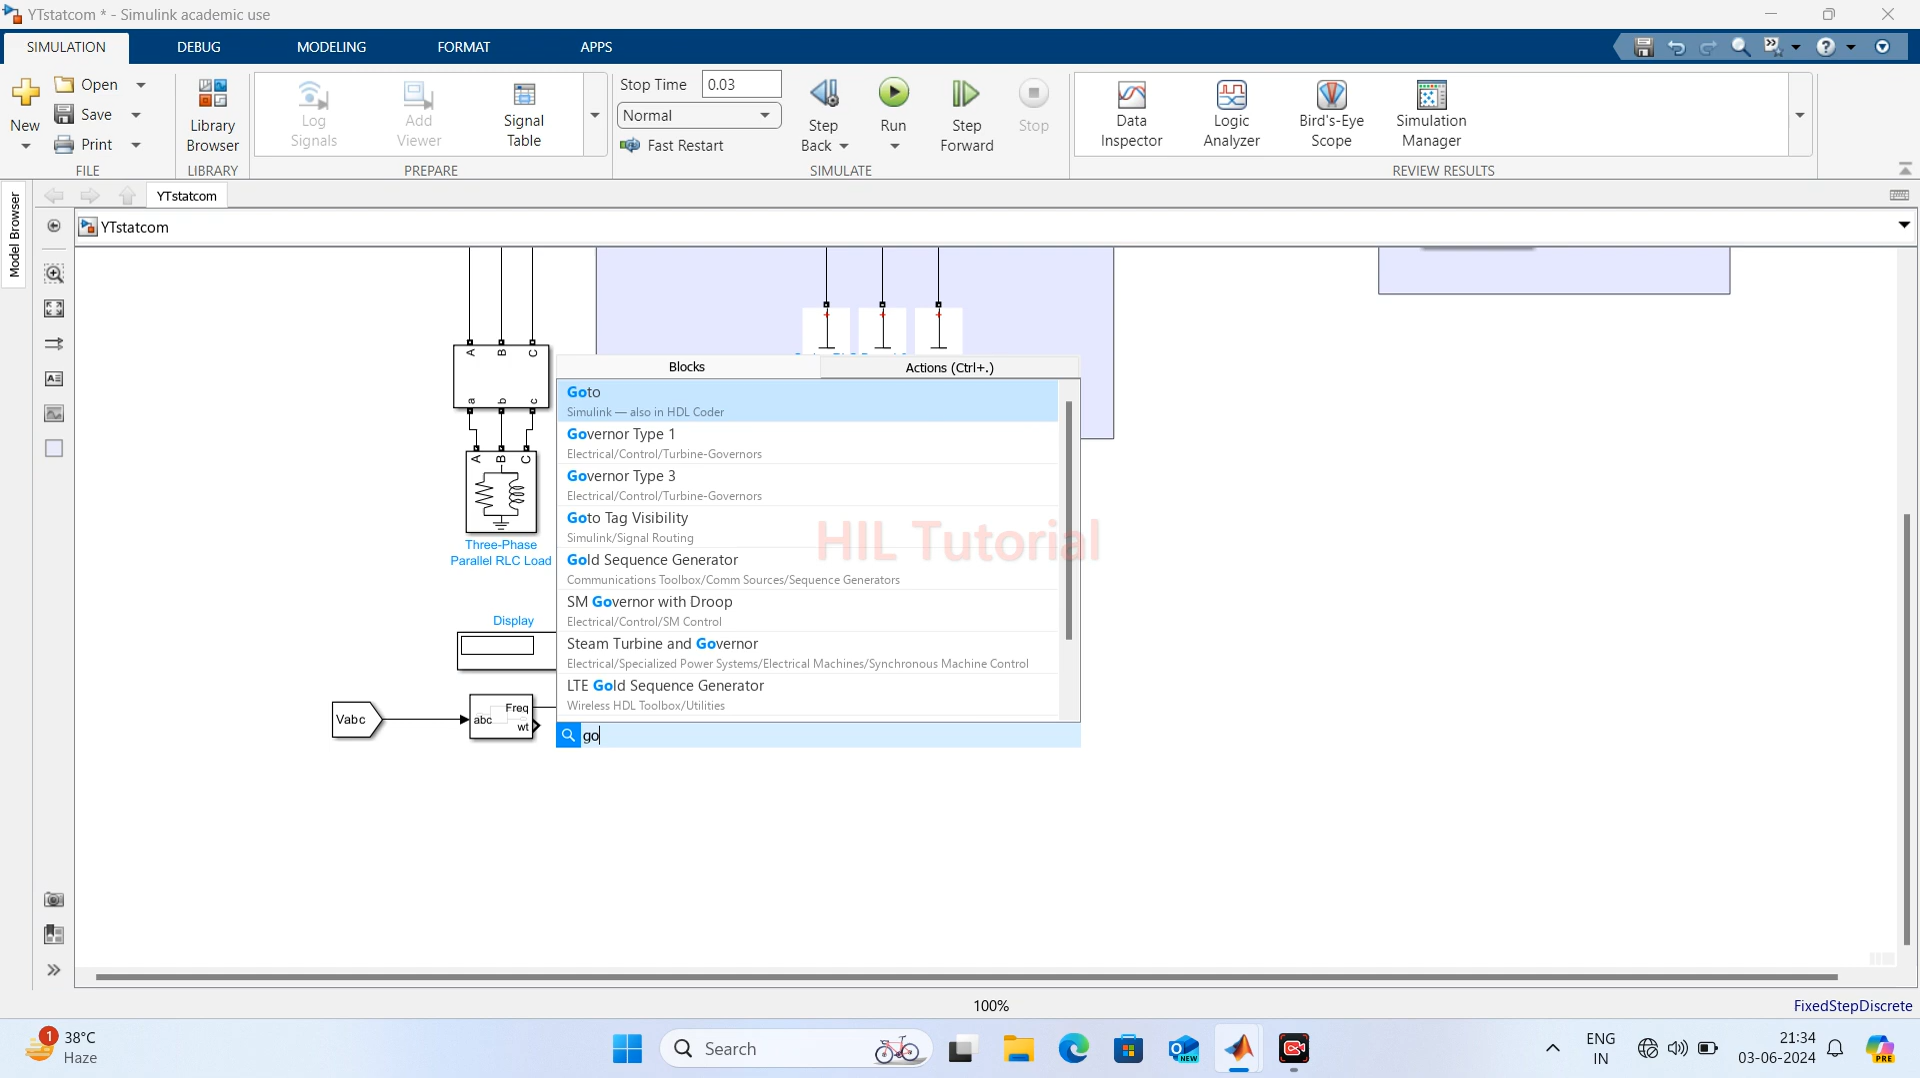 YTstatcom * - Simulink academic use
SIMULATION
DEBUG
MODELING
FORMAT
APPS
New
Open
Save
Print
FILE
Library
Browser
LIBRARY
Log
Signals
Add
Viewer
Signal
Table
PREPARE
Stop Time
0.03
Normal
Fast Restart
Step
Back
Run
Step
Forward
Stop
SIMULATE
Data
Inspector
Logic
Analyzer
Bird's-Eye
Scope
Simulation
Manager
REVIEW RESULTS
Model Browser
YTstatcom
YTstatcom
A
B
C
a
b
c
A
B
C
Three-Phase
Parallel RLC Load
Display
Vabc
abc
Freq
wt
Blocks
Actions (Ctrl+.)
Goto
Simulink — also in HDL Coder
Governor Type 1
Electrical/Control/Turbine-Governors
Governor Type 3
Electrical/Control/Turbine-Governors
Goto Tag Visibility
Simulink/Signal Routing
Gold Sequence Generator
Communications Toolbox/Comm Sources/Sequence Generators
SM Governor with Droop
Electrical/Control/SM Control
Steam Turbine and Governor
Electrical/Specialized Power Systems/Electrical Machines/Synchronous Machine Control
LTE Gold Sequence Generator
Wireless HDL Toolbox/Utilities
go
HIL Tutorial
100%
FixedStepDiscrete
1
38°C
Haze
Search
NEW
ENG
IN
21:34
03-06-2024
PRE